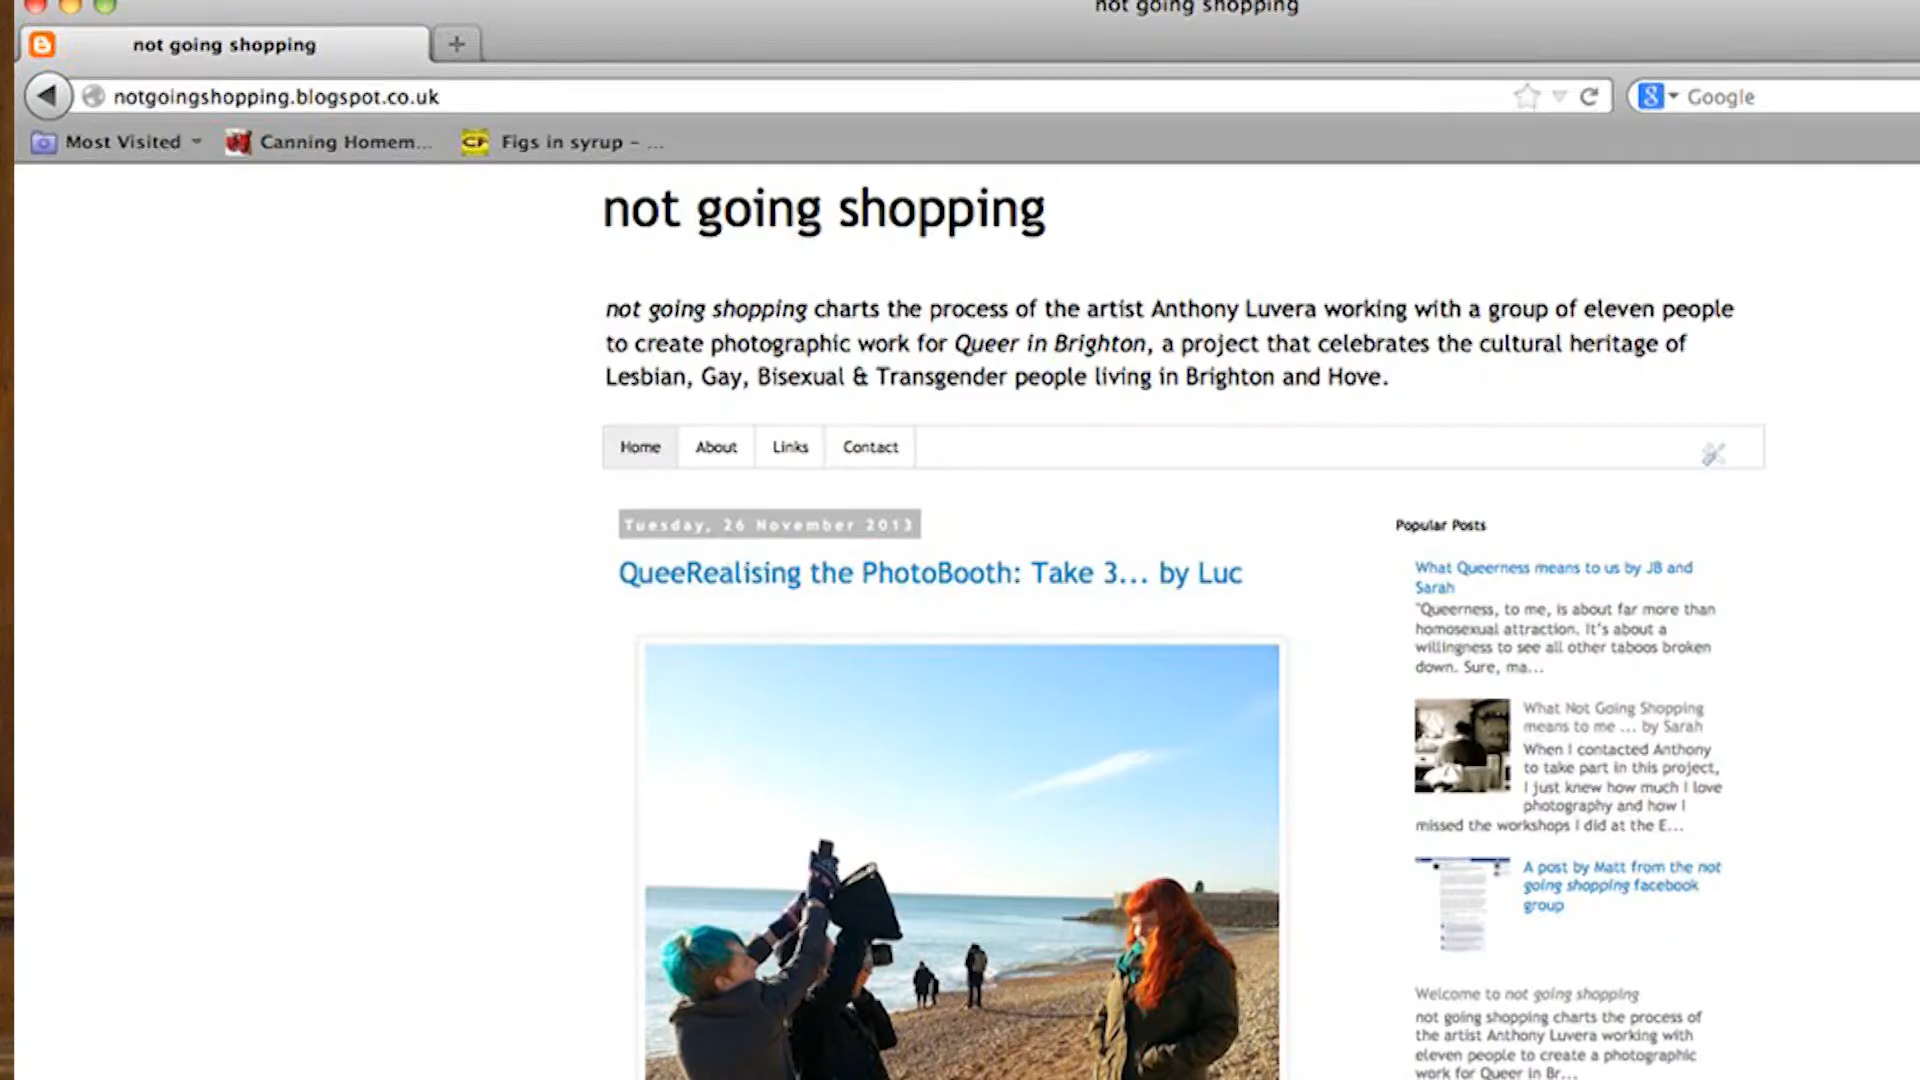 not going shopping
not going shopping
notgoingshopping.blogspot.co.uk
Google
Most Visited
Canning Homem...
Figs in syrup - ...
not going shopping
not going shopping charts the process of the artist Anthony Luvera working with a group of eleven people
to create photographic work for Queer in Brighton, a project that celebrates the cultural heritage of
Lesbian, Gay, Bisexual & Transgender people living in Brighton and Hove.
Home
About
Links
Contact
Tuesday, 26 November 2013
QueeRealising the PhotoBooth: Take 3... by Luc
Popular Posts
What Queerness means to us by JB and
Sarah
"Queerness, to me, is about far more than
homosexual attraction. It's about a
willingness to see all other taboos broken
down. Sure, ma...
What Not Going Shopping
means to me ... by Sarah
When I contacted Anthony
to take part in this project,
I just knew how much I love
photography and how I
missed the workshops I did at the E...
A post by Matt from the not
going shopping facebook
group
Welcome to not going shopping
not going shopping charts the process of
the artist Anthony Luvera working with
eleven people to create a photographic
work for Queer in Br...